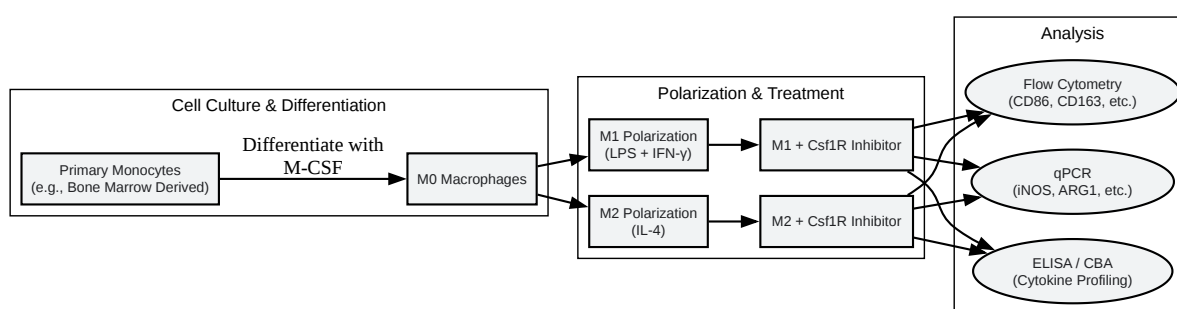 Cell Culture & Differentiation
Primary Monocytes
(e.g., Bone Marrow Derived)
Differentiate with
M-CSF
M0 Macrophages
Polarization & Treatment
M1 Polarization
(LPS + IFN-γ)
M1 + Csf1R Inhibitor
M2 Polarization
(IL-4)
M2 + Csf1R Inhibitor
Analysis
Flow Cytometry
(CD86, CD163, etc.)
qPCR
(iNOS, ARG1, etc.)
ELISA / CBA
(Cytokine Profiling)